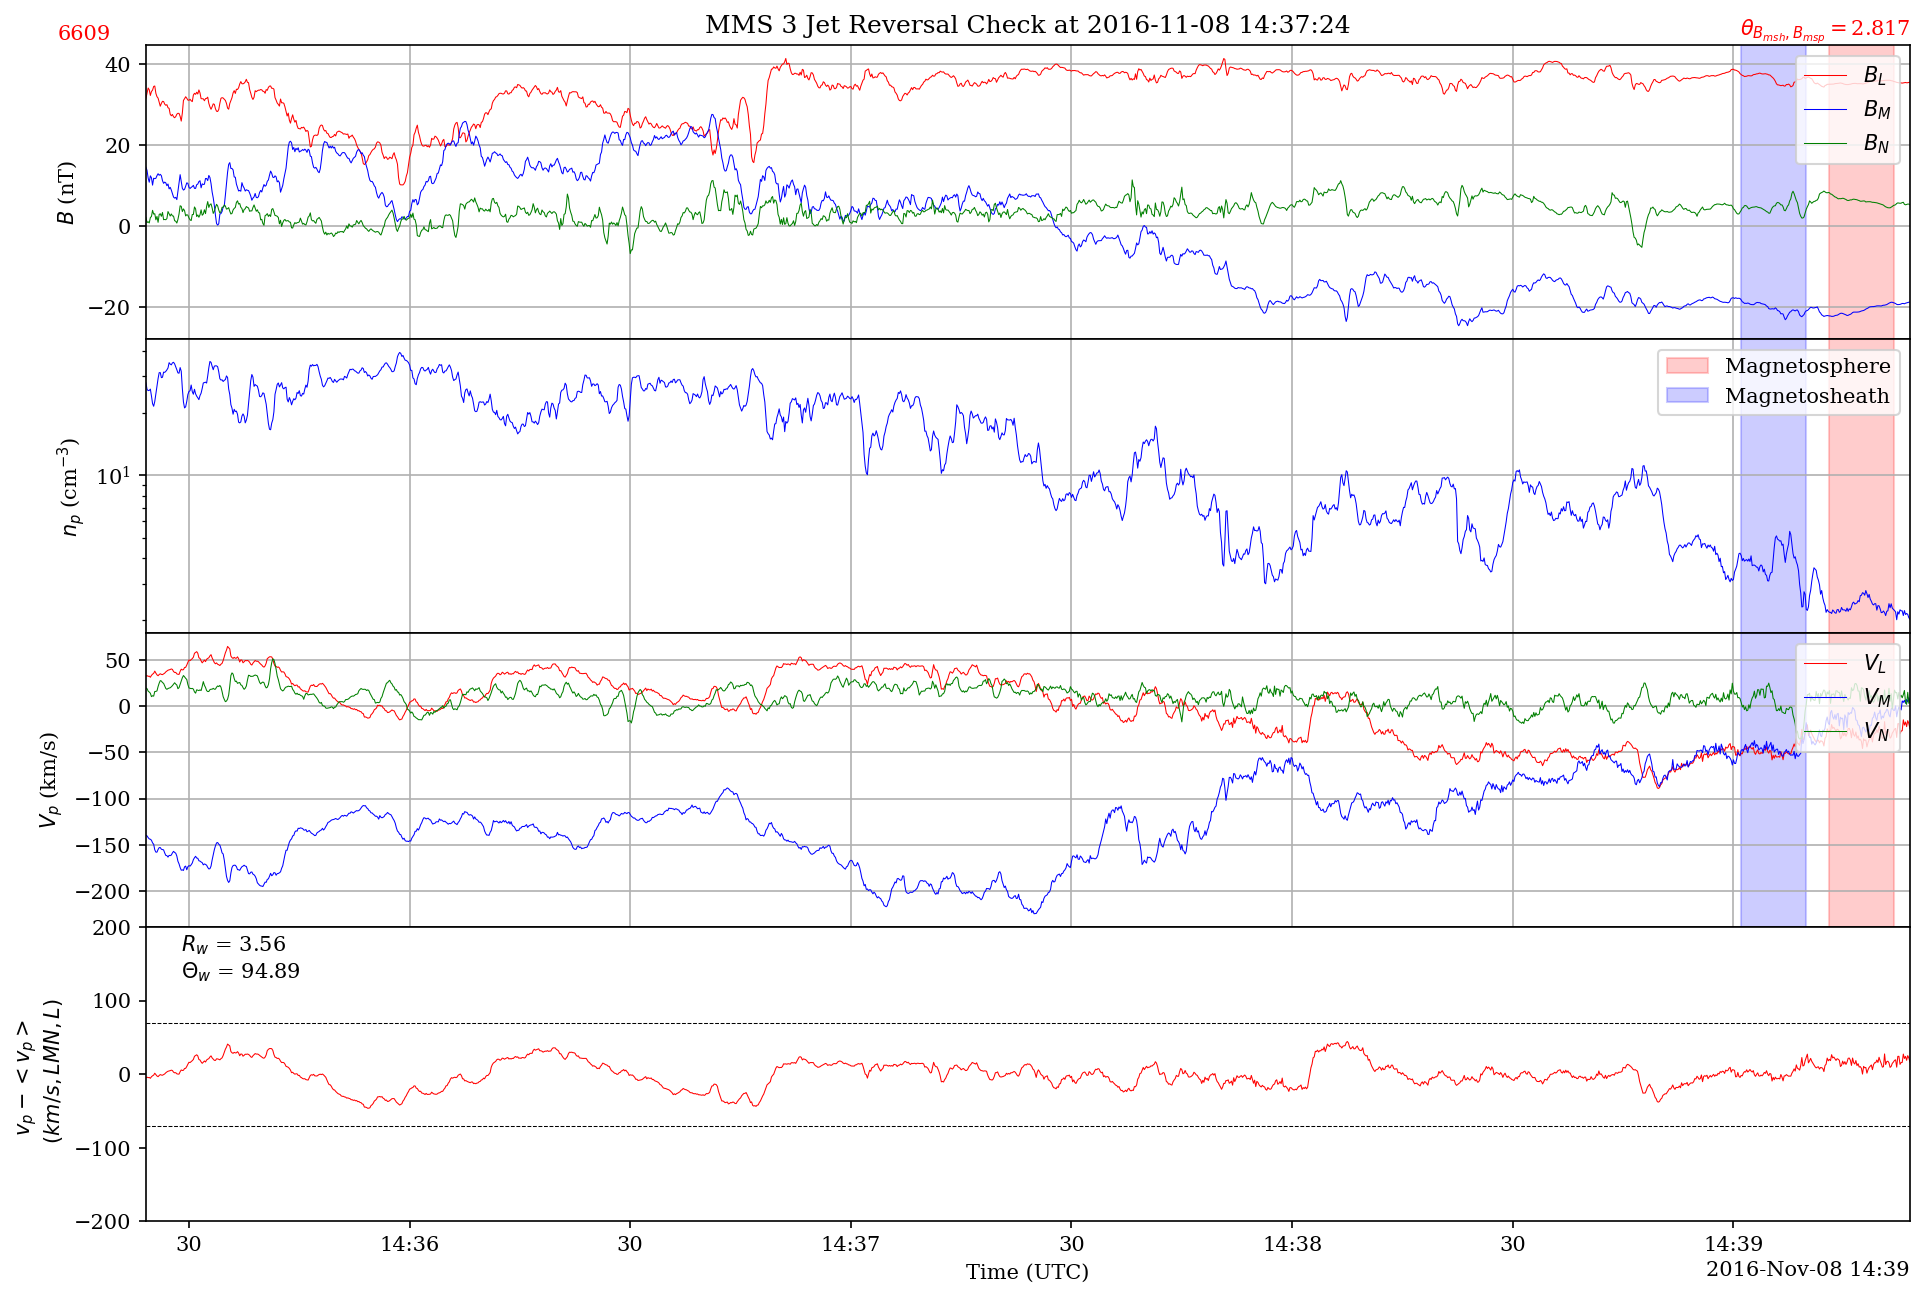 MMS 3 Jet Reversal Check at 2016-11-08 14:37:24
6609
θ_{B_{msh}, B_{msp}} = 2.817
40
20
0
−20
B (nT)
B_L
B_M
B_N
10^1
n_p (cm^{−3})
Magnetosphere
Magnetosheath
50
0
−50
−100
−150
−200
V_p (km/s)
V_L
V_M
V_N
200
100
0
−100
−200
v_p − < v_p >
(km/s, LMN, L)
R_w = 3.56
Θ_w = 94.89
30
14:36
30
14:37
30
14:38
30
14:39
Time (UTC)
2016-Nov-08 14:39